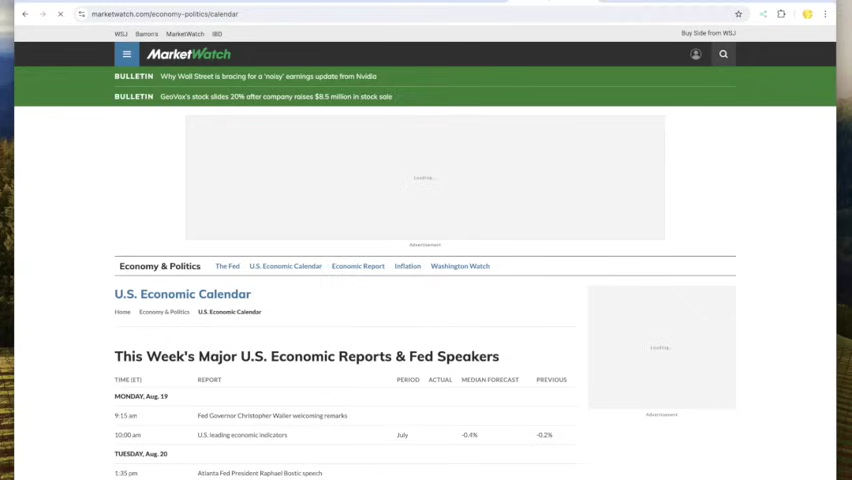 marketwatch.com/economy-politics/calendar
WSJ Barron's MarketWatch IBD Buy Side from WSJ
MarketWatch
BULLETIN Why Wall Street is bracing for a 'noisy' earnings update from Nvidia
BULLETIN GeoVax's stock slides 20% after company raises $8.5 million in stock sale
Loading...
Advertisement
Economy & Politics The Fed U.S. Economic Calendar Economic Report Inflation Washington Watch
U.S. Economic Calendar
Home Economy & Politics U.S. Economic Calendar
Loading...
This Week's Major U.S. Economic Reports & Fed Speakers
TIME (ET) REPORT PERIOD ACTUAL MEDIAN FORECAST PREVIOUS
MONDAY, Aug. 19
9:15 am Fed Governor Christopher Waller welcoming remarks
Advertisement
10:00 am U.S. leading economic indicators July -0.4% -0.2%
TUESDAY, Aug. 20
1:35 pm Atlanta Fed President Raphael Bostic speech